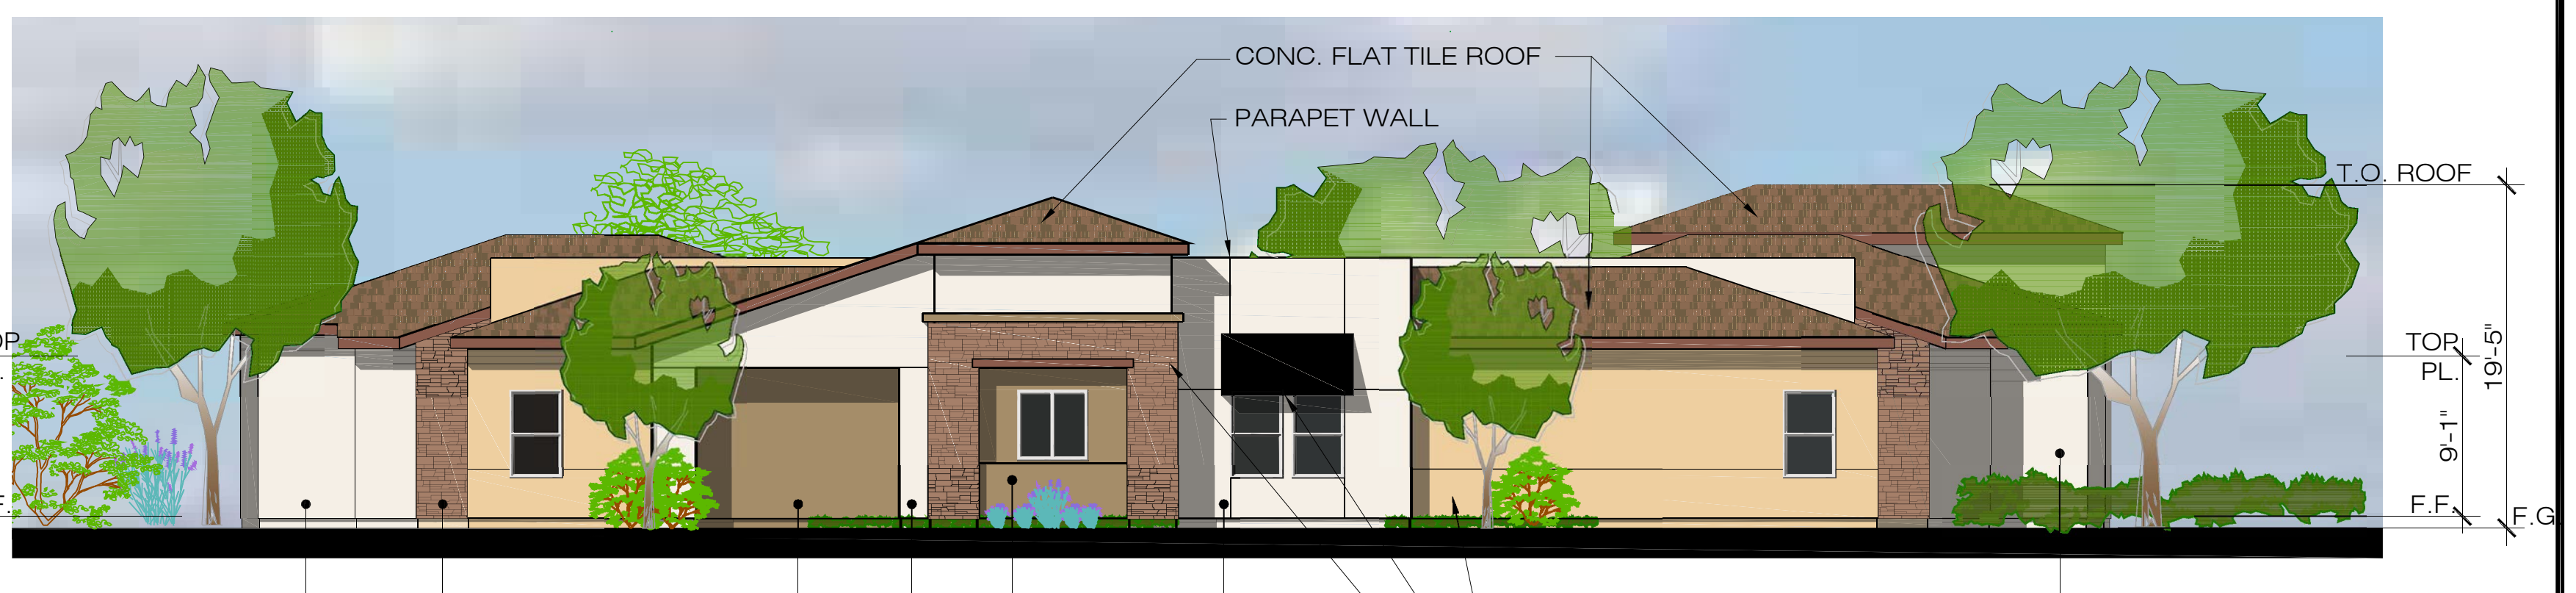 CONC. FLAT TILE ROOF
PARAPET WALL
T.O. ROOF
TOP
PL.
19'-5"
9'-1"
F.F.
F.G.